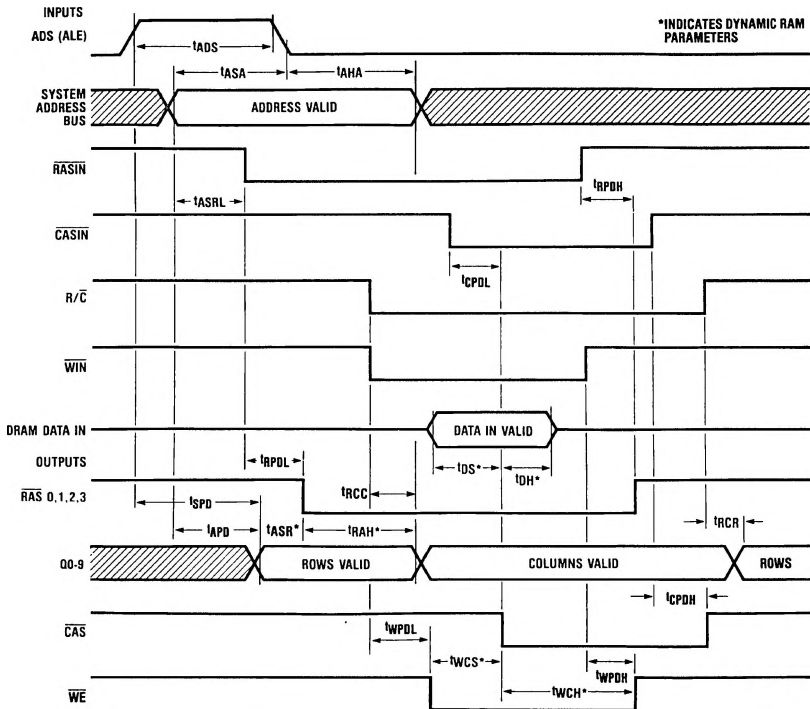 INPUTS
ADS (ALE)
*INDICATES DYNAMIC RAM
PARAMETERS
tADS
tASA
tAHA
SYSTEM
ADDRESS
BUS
ADDRESS VALID
RASIN
tRPDH
tASRL
CASIN
tCPDL
R/C
WIN
DRAM DATA IN
DATA IN VALID
OUTPUTS
tRPDL
tDS*
tDH*
RAS 0,1,2,3
tSPD
tRCC
tRCR
tAPD
tASR*
tRAH*
Q0-9
ROWS VALID
COLUMNS VALID
ROWS
tCPDH
CAS
tWPDL
tWCS*
tWPDH
tWCH*
WE